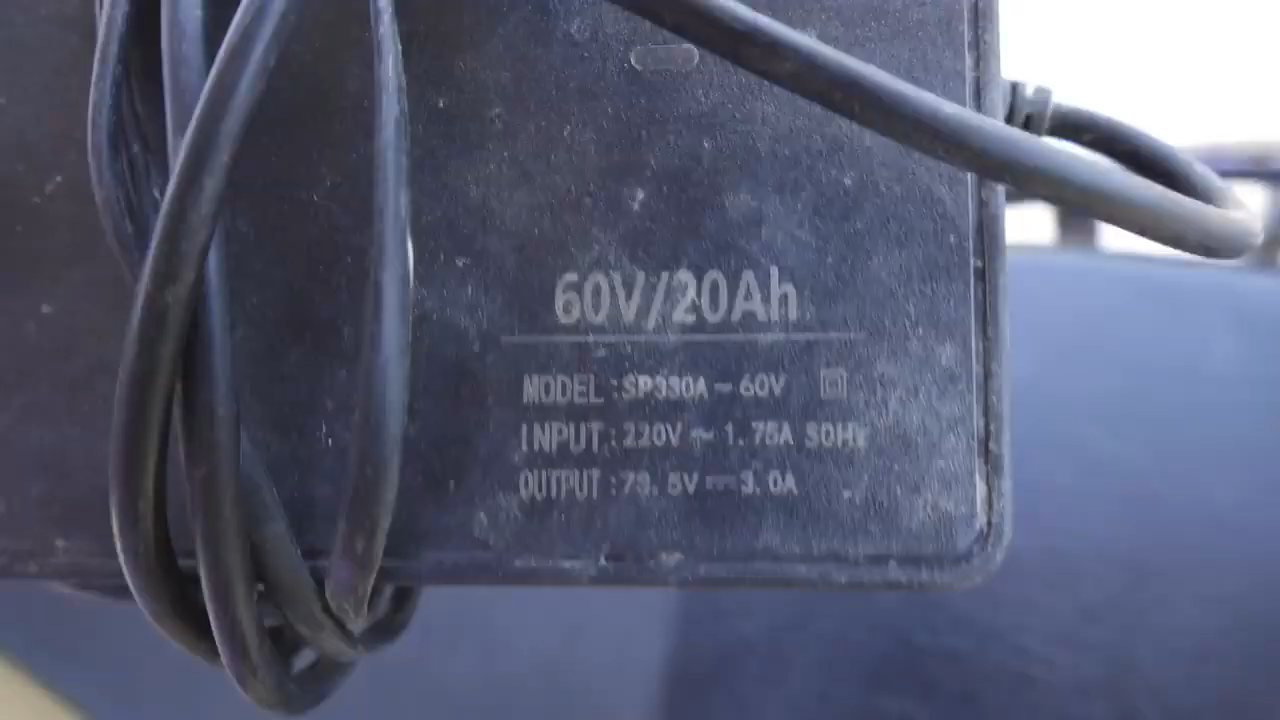 60V/20Ah
MODEL:SP330A~60V
INPUT:220V~1.75A 50Hz
OUTPUT:73.5V⎓3.0A